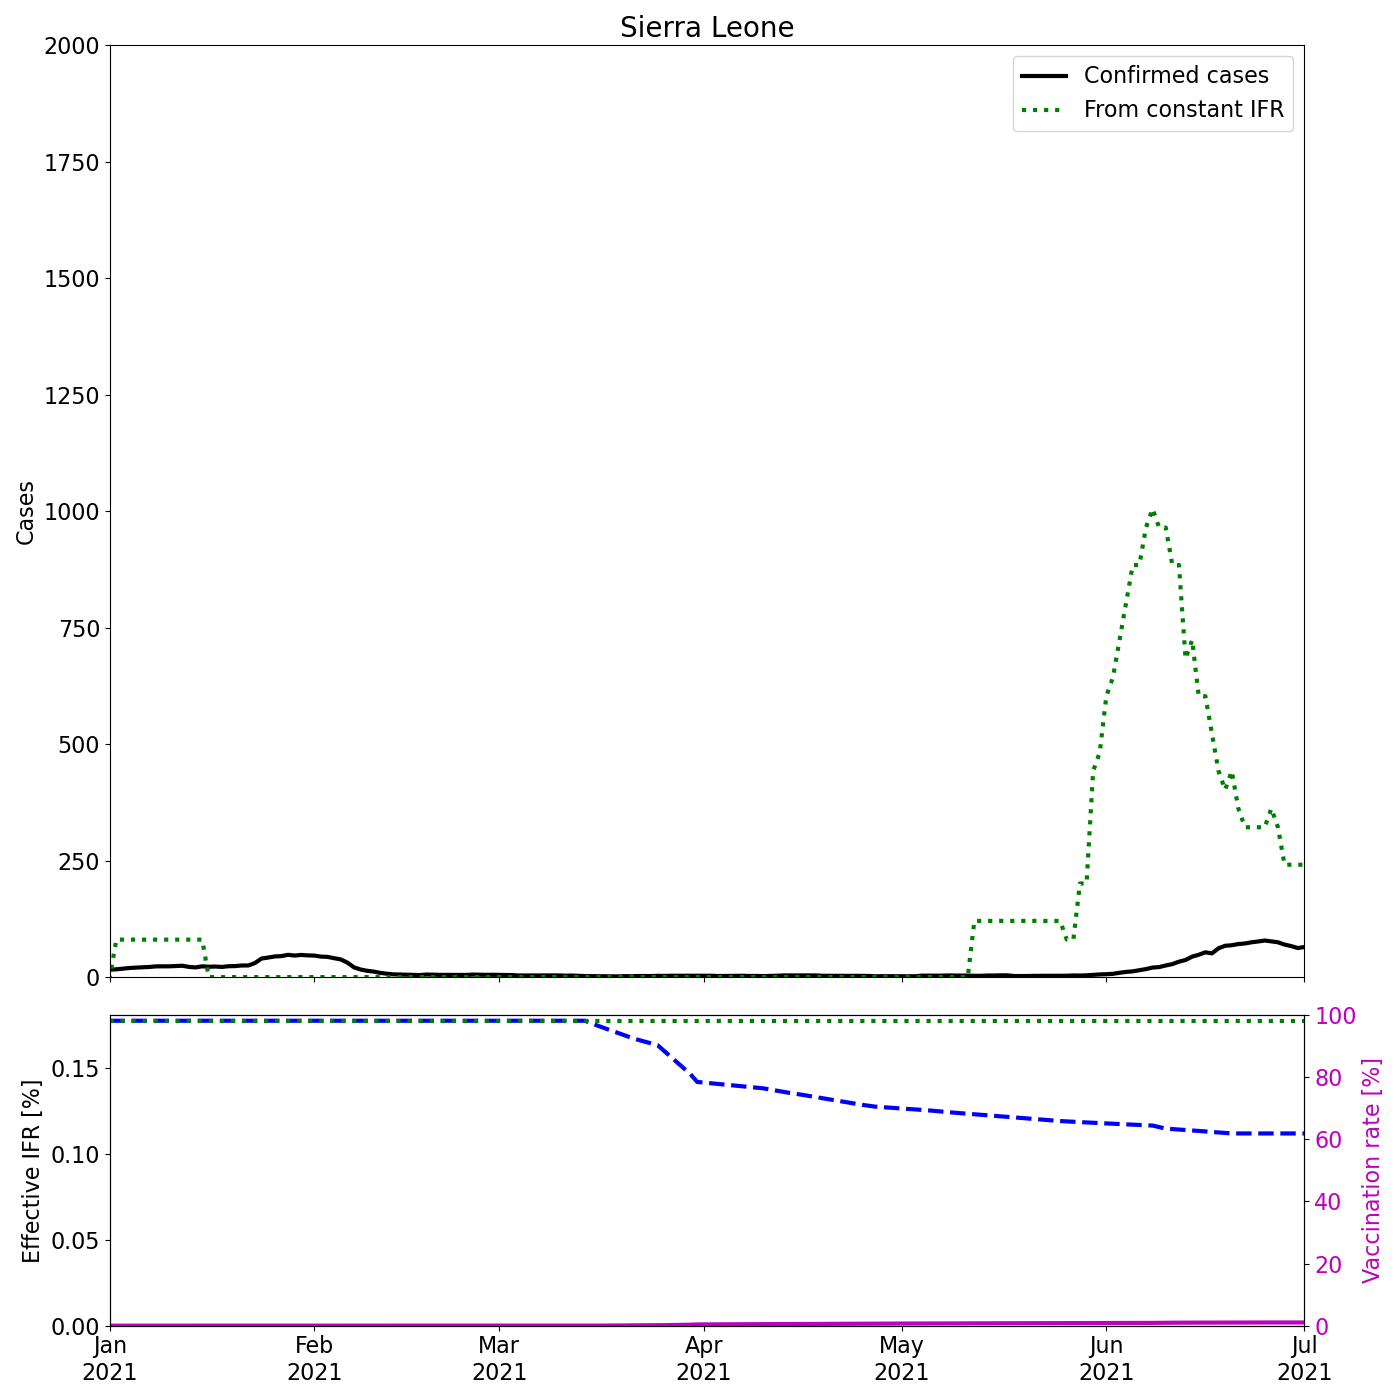 Sierra Leone
Confirmed cases
From constant IFR
Cases
2000
1750
1500
1250
1000
750
500
250
0
Effective IFR [%]
0.15
0.10
0.05
0.00
Vaccination rate [%]
100
80
60
40
20
0
Jan Feb Mar Apr May Jun Jul
2021 2021 2021 2021 2021 2021 2021